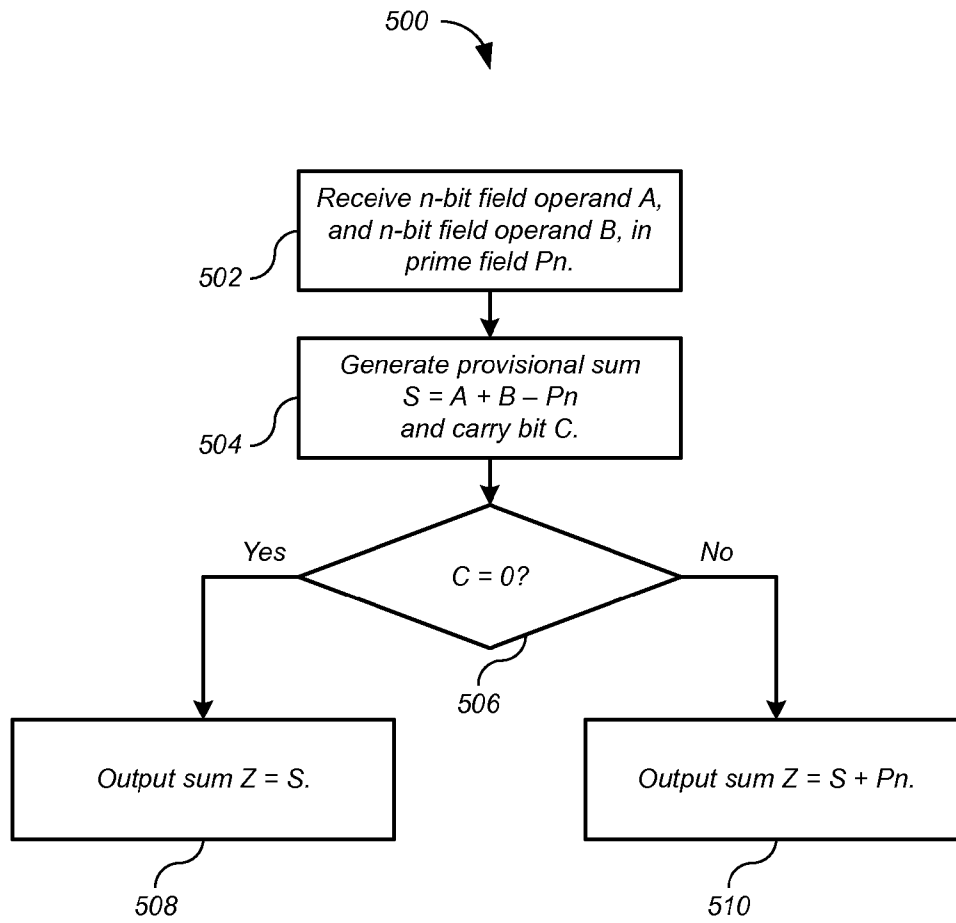 500
Receive n-bit field operand A,
and n-bit field operand B, in
prime field Pn.
502
Generate provisional sum
S = A + B – Pn
and carry bit C.
504
Yes
No
C = 0?
506
Output sum Z = S.
Output sum Z = S + Pn.
508
510